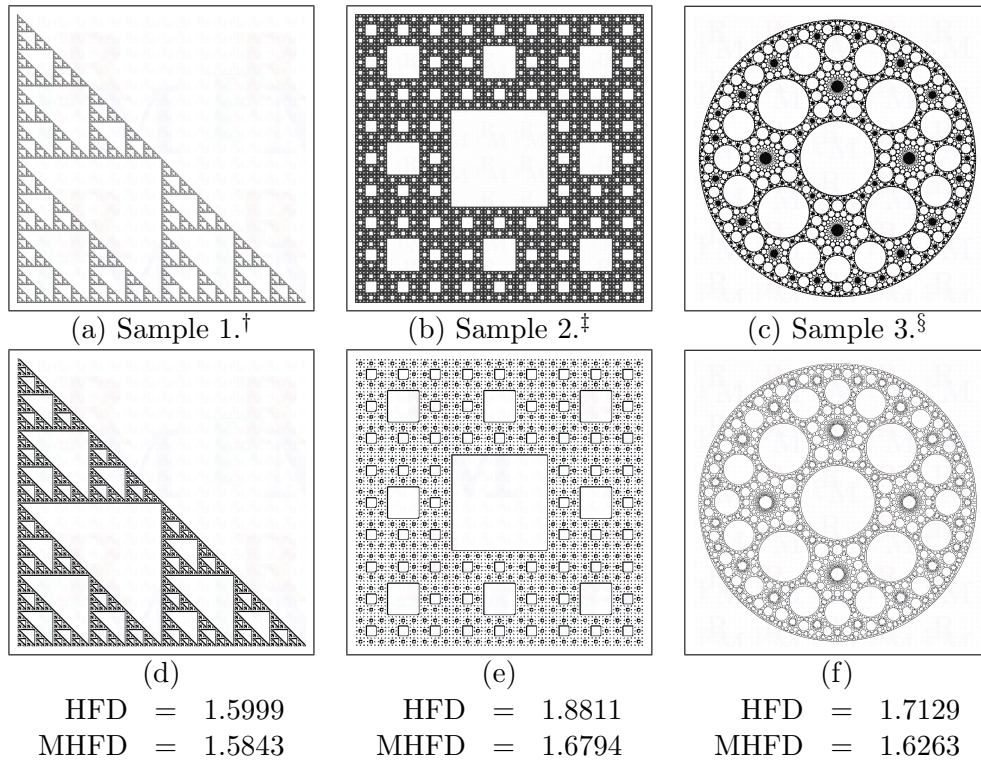 (a) Sample 1.†
(b) Sample 2.‡
(c) Sample 3.§
(d)
(e)
(f)
HFD = 1.5999
MHFD = 1.5843
HFD = 1.8811
MHFD = 1.6794
HFD = 1.7129
MHFD = 1.6263